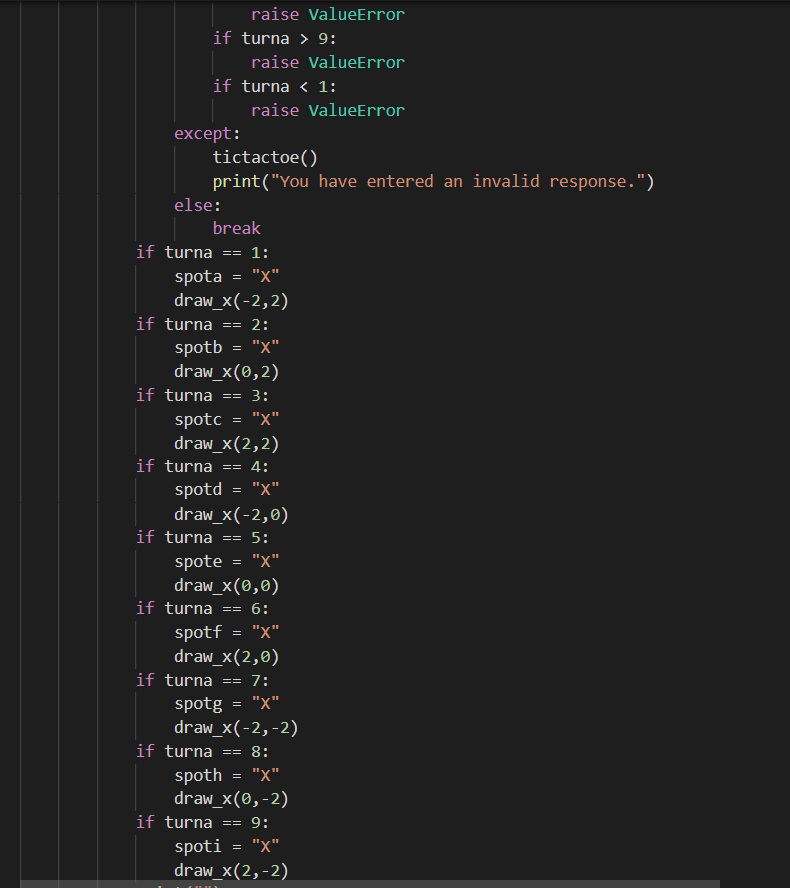 raise ValueError
if turna > 9:
raise ValueError
if turna < 1:
raise ValueError
except:
tictactoe()
print("You have entered an invalid response.")
else:
break
if turna == 1:
spota = "X"
draw_x(-2,2)
if turna == 2:
spotb = "X"
draw_x(0,2)
if turna == 3:
spotc = "X"
draw_x(2,2)
if turna == 4:
spotd = "X"
draw_x(-2,0)
if turna == 5:
spote = "X"
draw_x(0,0)
if turna == 6:
spotf = "X"
draw_x(2,0)
if turna == 7:
spotg = "X"
draw_x(-2,-2)
if turna == 8:
spoth = "X"
draw_x(0,-2)
if turna == 9:
spoti = "X"
draw_x(2,-2)